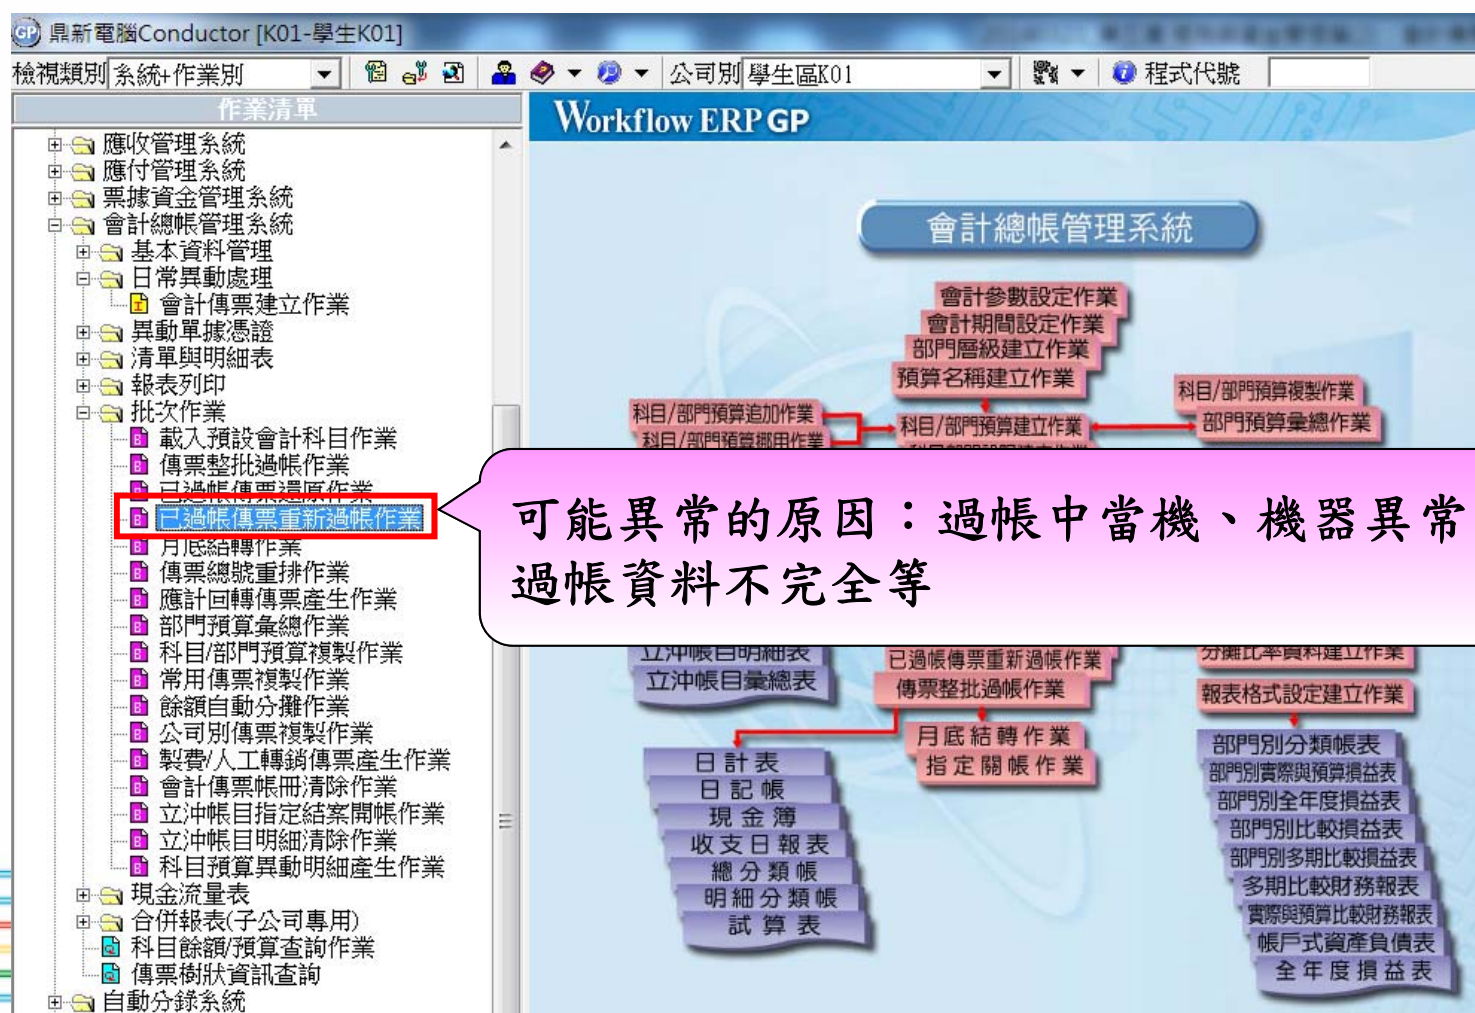 鼎新電腦Conductor [K01-學生K01]
檢視類別 系統+作業別 公司別 學生區K01 程式代號
作業清單
應收管理系統
應付管理系統
票據資金管理系統
會計總帳管理系統
基本資料管理
日常異動處理
會計傳票建立作業
異動單據憑證
清單與明細表
報表列印
批次作業
載入預設會計科目作業
傳票整批過帳作業
已過帳傳票還原作業
已過帳傳票重新過帳作業
月底結轉作業
傳票總號重排作業
應計回轉傳票產生作業
部門預算彙總作業
科目/部門預算複製作業
常用傳票複製作業
餘額自動分攤作業
公司別傳票複製作業
製費/人工轉銷傳票產生作業
會計傳票帳冊清除作業
立沖帳目指定結案開帳作業
立沖帳目明細清除作業
科目預算異動明細產生作業
現金流量表
合併報表(子公司專用)
科目餘額/預算查詢作業
傳票樹狀資訊查詢
自動分錄系統
Workflow ERP GP
會計總帳管理系統
會計參數設定作業
會計期間設定作業
部門層級建立作業
預算名稱建立作業
科目/部門預算追加作業
科目/部門預算挪用作業
科目/部門預算建立作業
科目/部門預算複製作業
部門預算彙總作業
可能異常的原因：過帳中當機、機器異常
過帳資料不完全等
立沖帳目明細表
立沖帳目彙總表
已過帳傳票重新過帳作業
傳票整批過帳作業
分攤比率資料建立作業
報表格式設定建立作業
月底結轉作業
指定關帳作業
日計表
日記帳
現金簿
收支日報表
總分類帳
明細分類帳
試算表
部門別分類帳表
部門別實際與預算損益表
部門別全年度損益表
部門別比較損益表
部門別多期比較損益表
多期比較財務報表
實際與預算比較財務報表
帳戶式資產負債表
全年度損益表